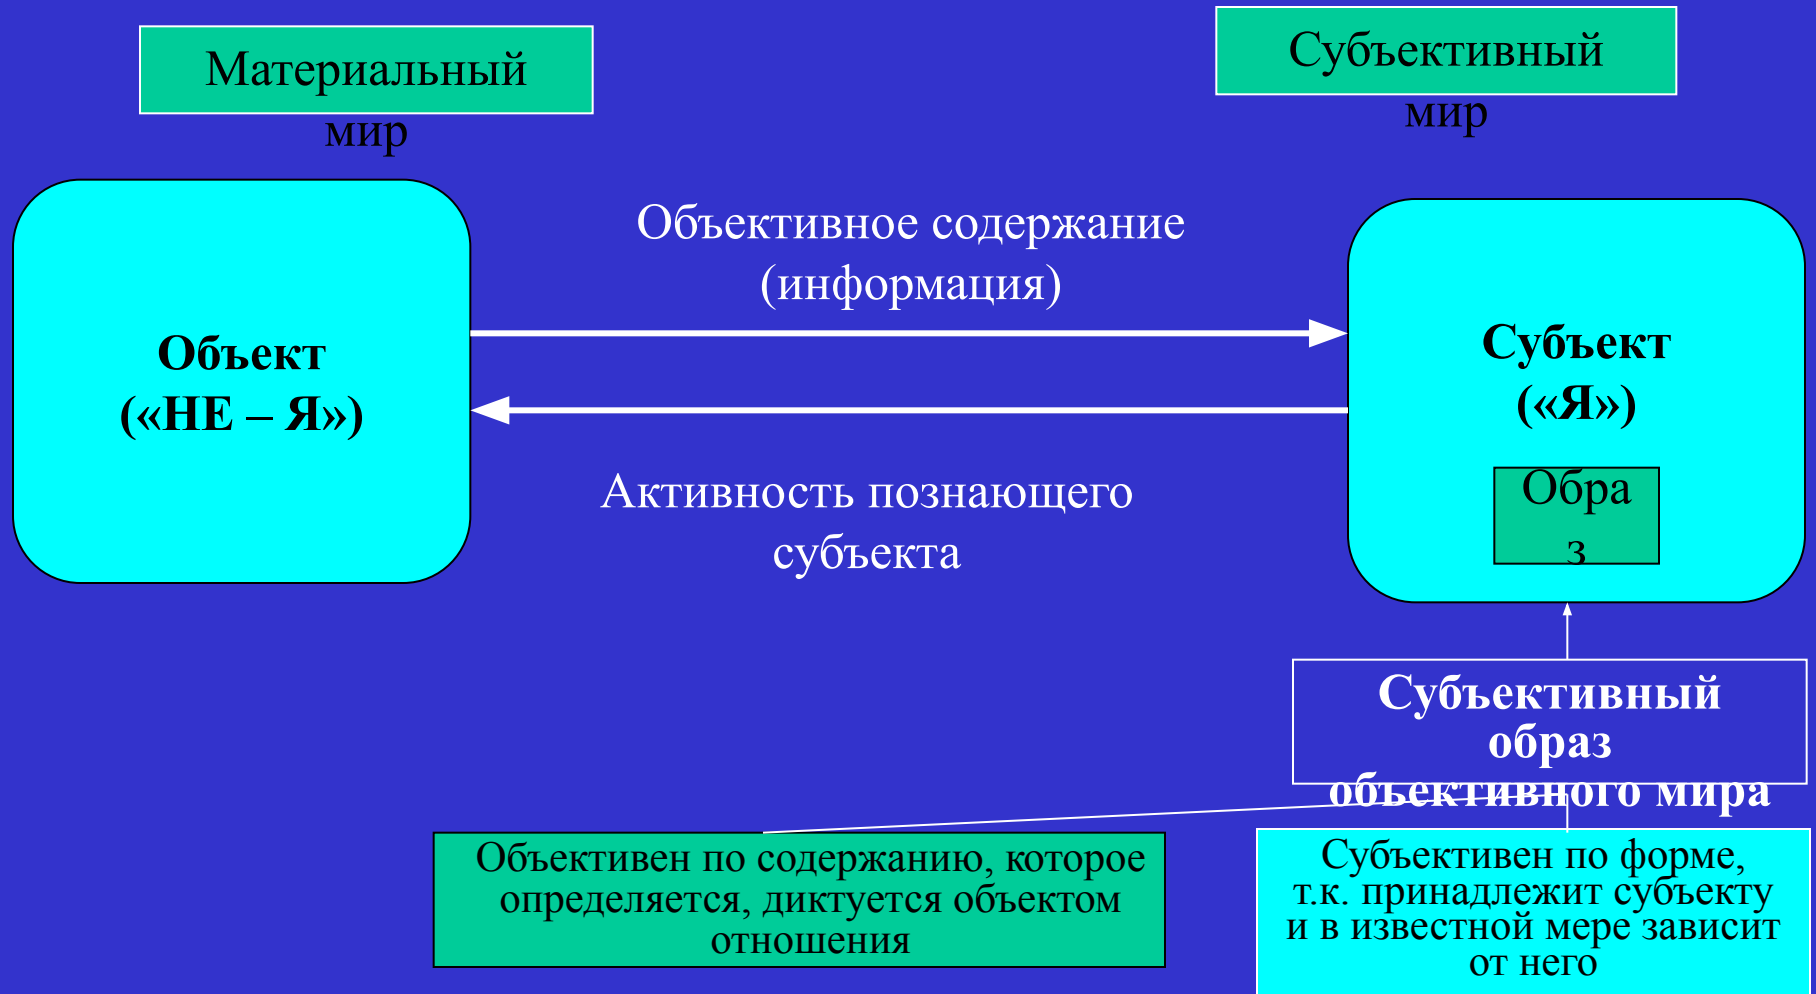 Материальный
мир
Субъективный
мир
Объективное содержание
(информация)
Объект
(«НЕ – Я»)
Субъект
(«Я»)
Обра
з
Активность познающего
субъекта
Субъективный
образ
объективного мира
Объективен по содержанию, которое
определяется, диктуется объектом
отношения
Субъективен по форме,
т.к. принадлежит субъекту
и в известной мере зависит
от него